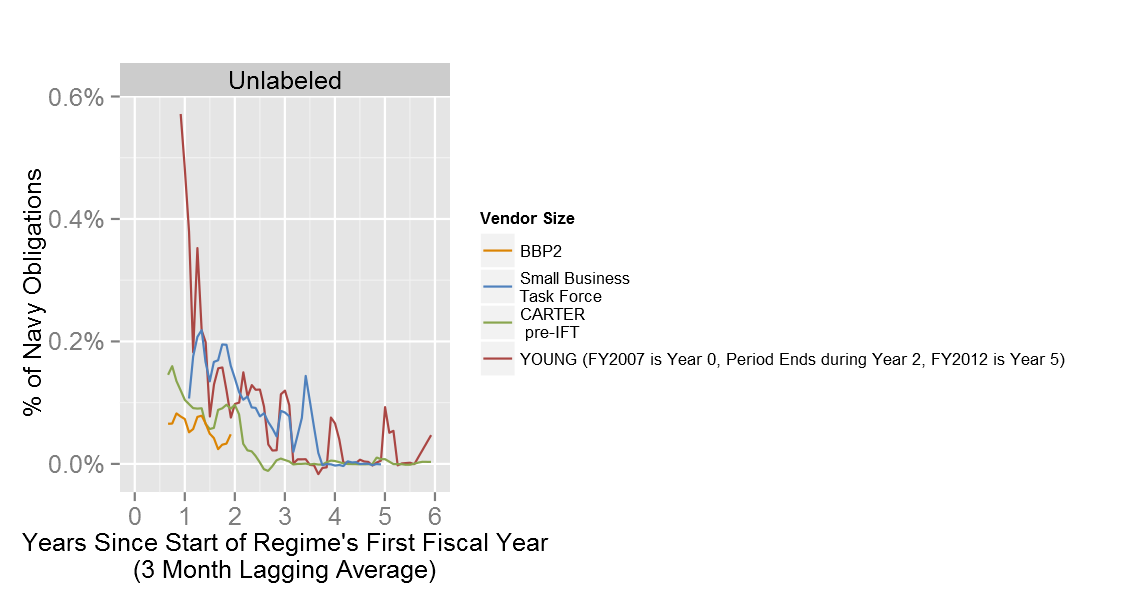 Unlabeled
0.6%
0.4%
0.2%
0.0%
% of Navy Obligations
0 1 2 3 4 5 6
Years Since Start of Regime's First Fiscal Year
(3 Month Lagging Average)
Vendor Size
BBP2
Small Business
Task Force
CARTER
pre-IFT
YOUNG (FY2007 is Year 0, Period Ends during Year 2, FY2012 is Year 5)